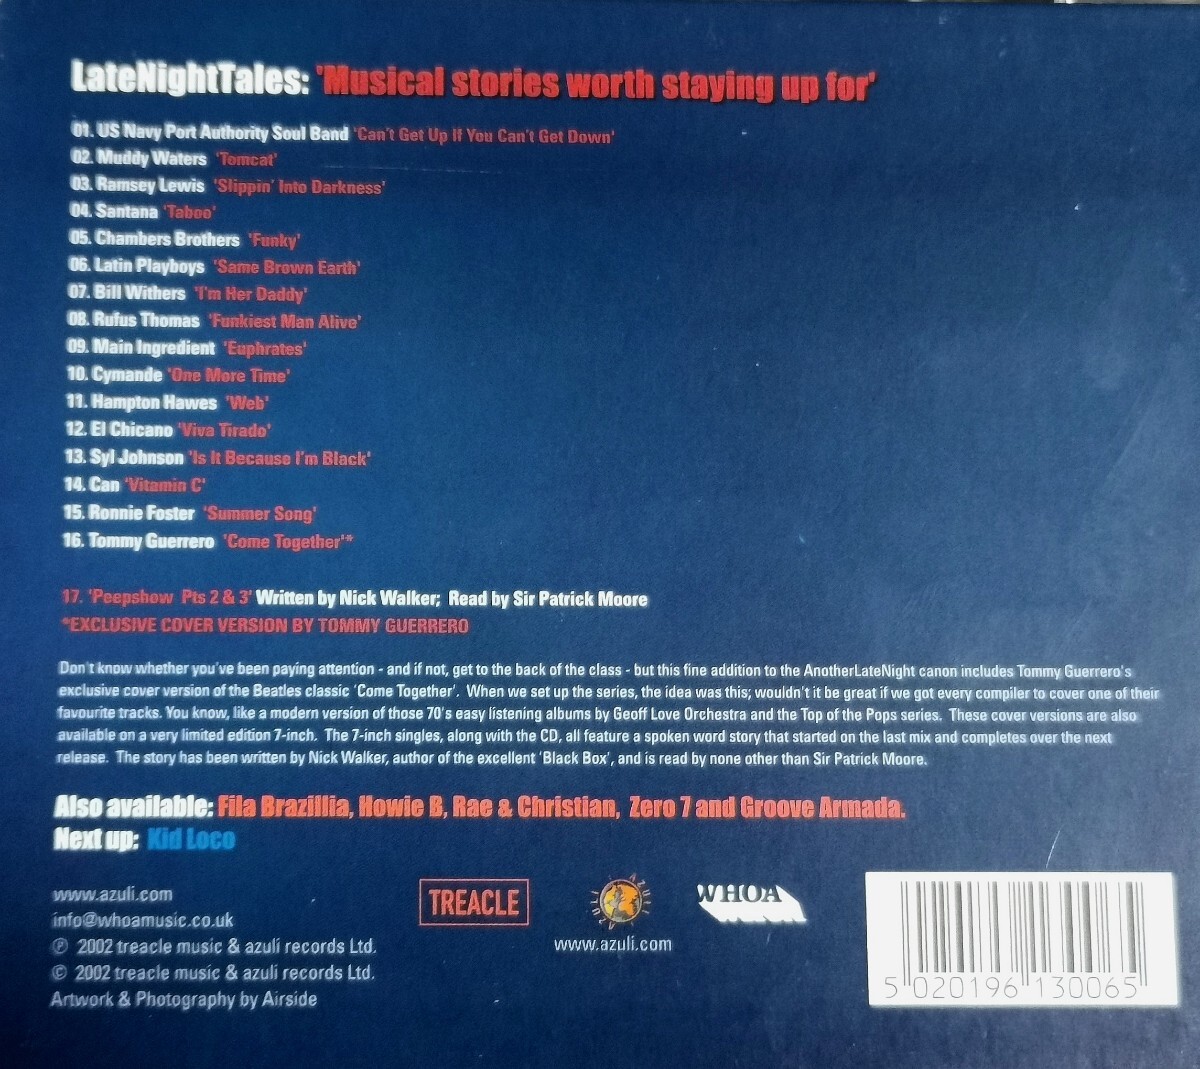 LateNightTales: 'Musical stories worth staying up for'
01. US Navy Port Authority Soul Band 'Can't Get Up If You Can't Get Down'
02. Muddy Waters 'Tomcat'
03. Ramsey Lewis 'Slippin' Into Darkness'
04. Santana 'Taboo'
05. Chambers Brothers 'Funky'
06. Latin Playboys 'Same Brown Earth'
07. Bill Withers 'I'm Her Daddy'
08. Rufus Thomas 'Funkiest Man Alive'
09. Main Ingredient 'Euphrates'
10. Cymande 'One More Time'
11. Hampton Hawes 'Web'
12. El Chicano 'Viva Tirado'
13. Syl Johnson 'Is It Because I'm Black'
14. Can 'Vitamin C'
15. Ronnie Foster 'Summer Song'
16. Tommy Guerrero 'Come Together'*
17. 'Peepshow Pts 2 & 3' Written by Nick Walker; Read by Sir Patrick Moore
*EXCLUSIVE COVER VERSION BY TOMMY GUERRERO
Don't know whether you've been paying attention - and if not, get to the back of the class - but this fine addition to the AnotherLateNight canon includes Tommy Guerrero's
exclusive cover version of the Beatles classic 'Come Together'. When we set up the series, the idea was this; wouldn't it be great if we got every compiler to cover one of their
favourite tracks. You know, like a modern version of those 70's easy listening albums by Geoff Love Orchestra and the Top of the Pops series. These cover versions are also
available on a very limited edition 7-inch. The 7-inch singles, along with the CD, all feature a spoken word story that started on the last mix and completes over the next
release. The story has been written by Nick Walker, author of the excellent 'Black Box', and is read by none other than Sir Patrick Moore.
Also available: Fila Brazillia, Howie B, Rae & Christian, Zero 7 and Groove Armada.
Next up: Kid Loco
www.azuli.com
info@whoamusic.co.uk
℗ 2002 treacle music & azuli records Ltd.
© 2002 treacle music & azuli records Ltd.
Artwork & Photography by Airside
TREACLE
AZULI AZULI
www.azuli.com
WHOA
5 020196 130065